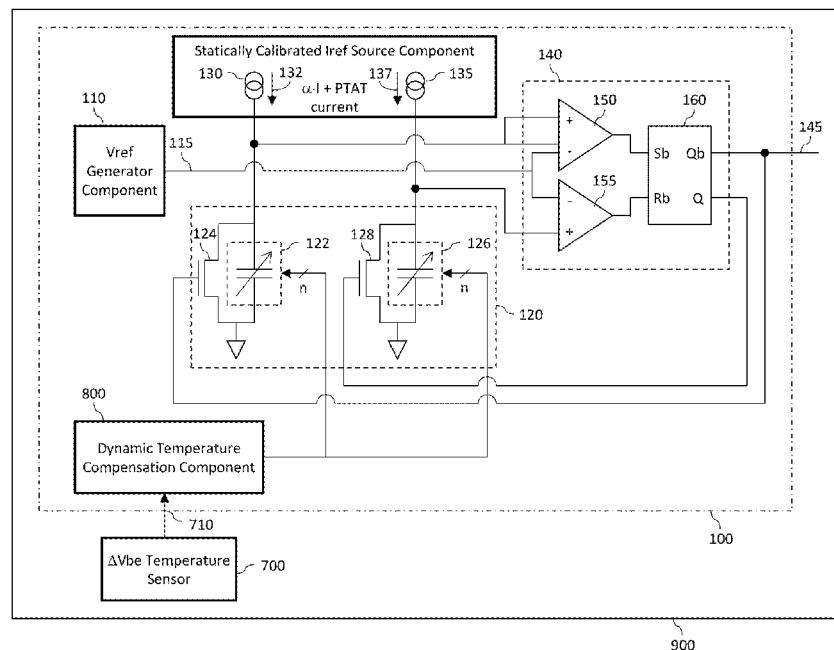 Statically Calibrated Iref Source Component
130
132
137
135
α·I + PTAT
current
110
Vref
Generator
Component
115
140
150
+
-
160
145
Sb
Qb
Rb
Q
-
+
155
124
122
n
128
126
n
120
800
Dynamic Temperature
Compensation Component
710
ΔVbe Temperature
Sensor
700
100
900